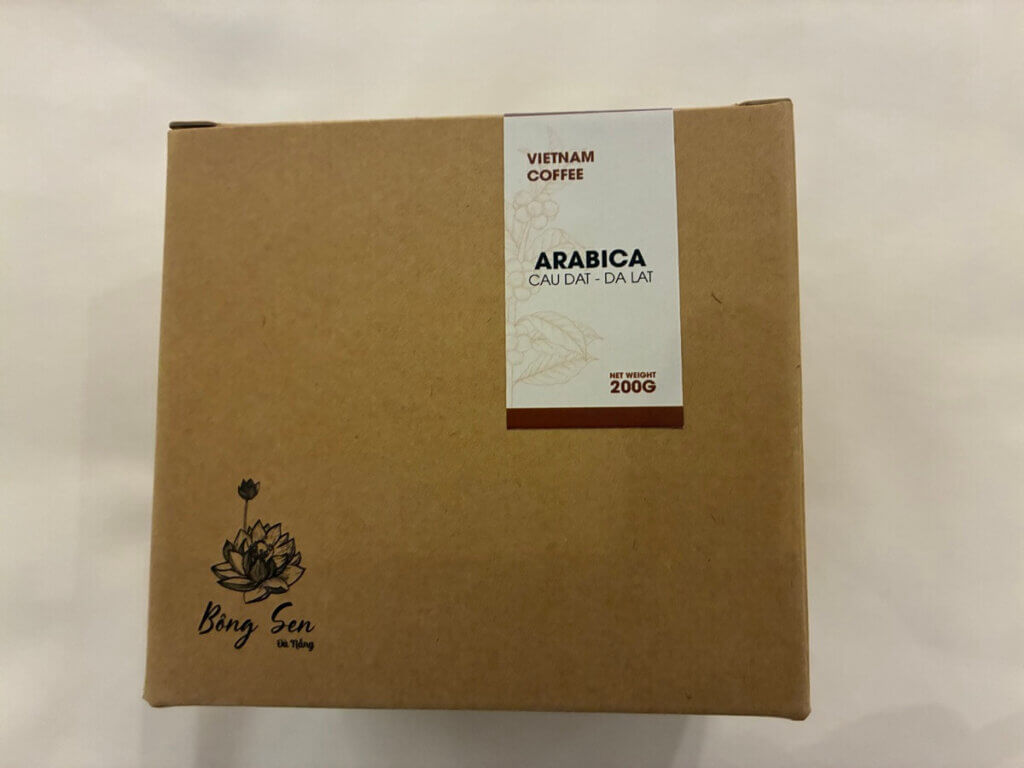 VIETNAM
COFFEE
ARABICA
CAU DAT - DA LAT
NET WEIGHT
200G
Bông Sen
Đà Nẵng